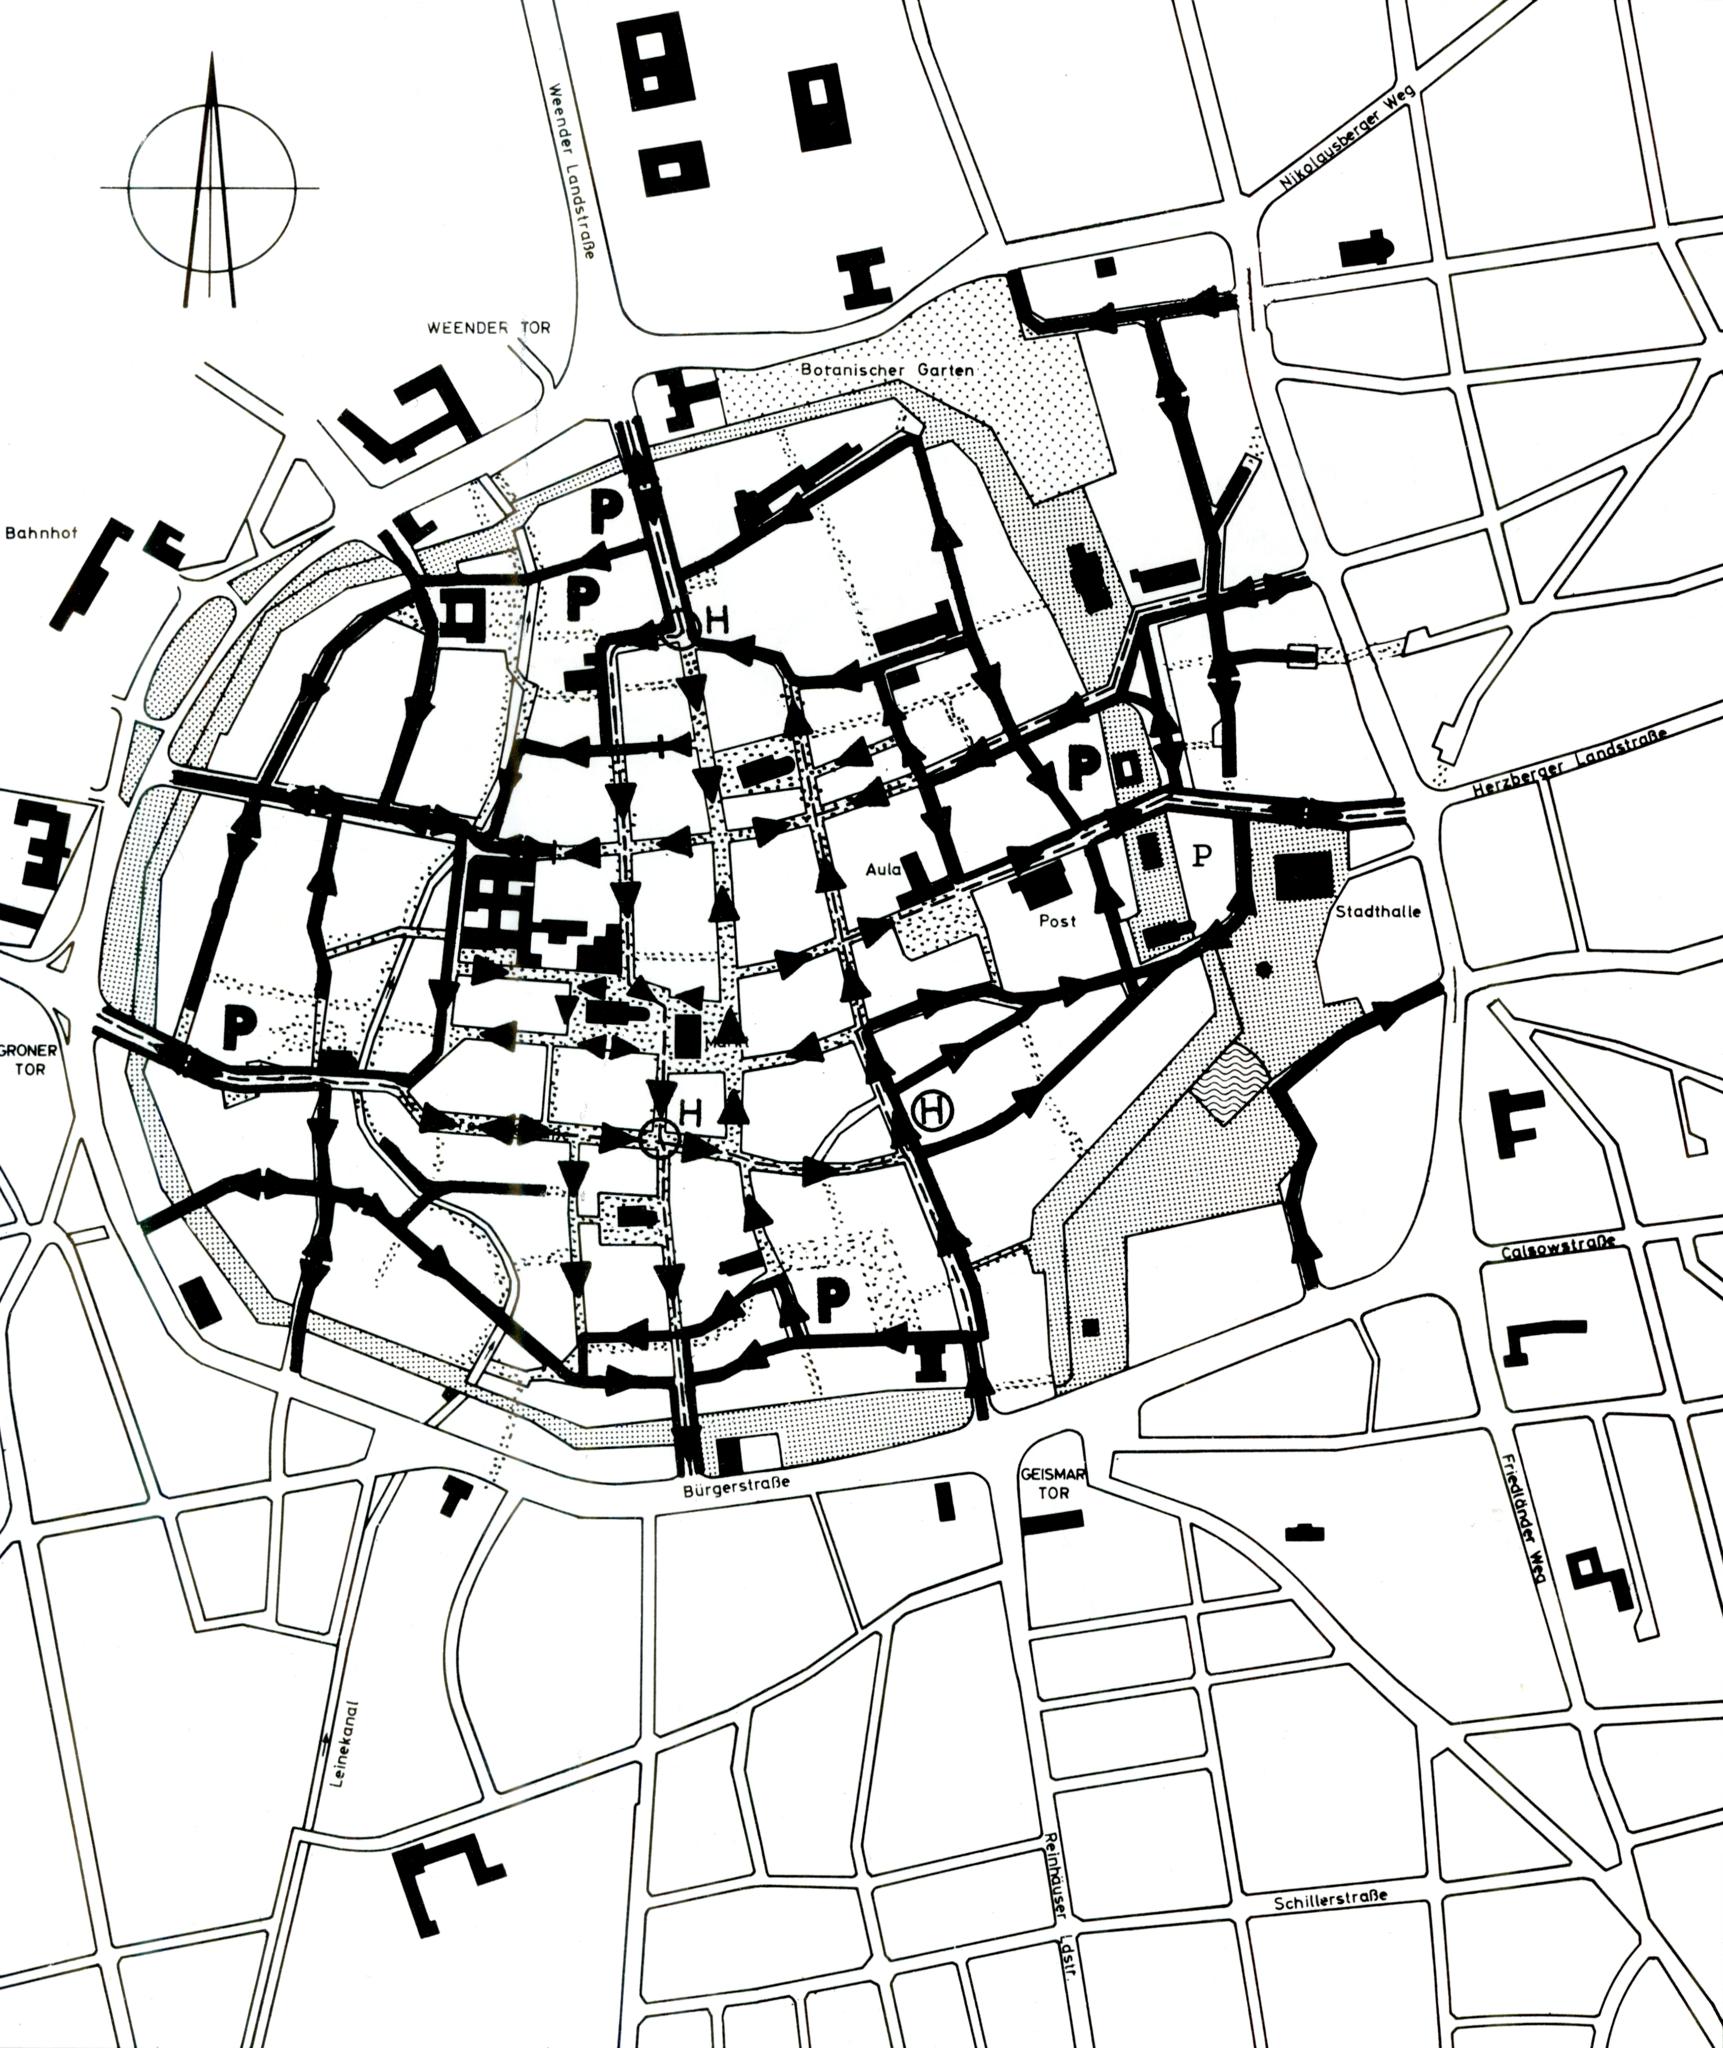 Weender Landstraße
Nikolausberger Weg
WEENDER TOR
Botanischer Garten
P
Bahnhof
P
H
P
Herzberger Landstraße
P
Aula
Post
Stadthalle
P
GRONER
TOR
Markt
H
H
Calsowstraße
P
Bürgerstraße
GEISMAR
TOR
Friedländer Weg
Leinekanal
Reinhäuser Ldstr.
Schillerstraße